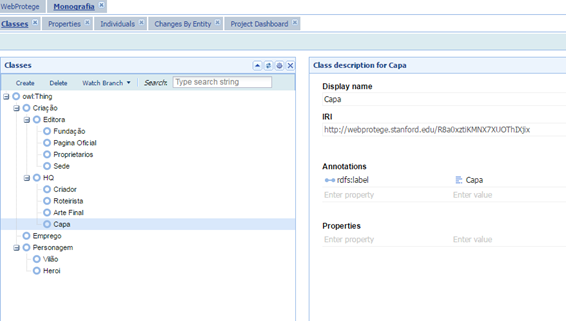 WebProtege Monografia
Classes Properties Individuals Changes By Entity Project Dashboard
Classes
Create Delete Watch Branch Search: Type search string
owl:Thing
Criação
Editora
Fundação
Pagina Oficial
Proprietarios
Sede
HQ
Criador
Roteirista
Arte Final
Capa
Emprego
Personagem
Vilão
Heroi
Class description for Capa
Display name
Capa
IRI
http://webprotege.stanford.edu/R8a0xztiKMNX7XUOThIXjix
Annotations
rdfs:label Capa
Enter property Enter value
Properties
Enter property Enter value